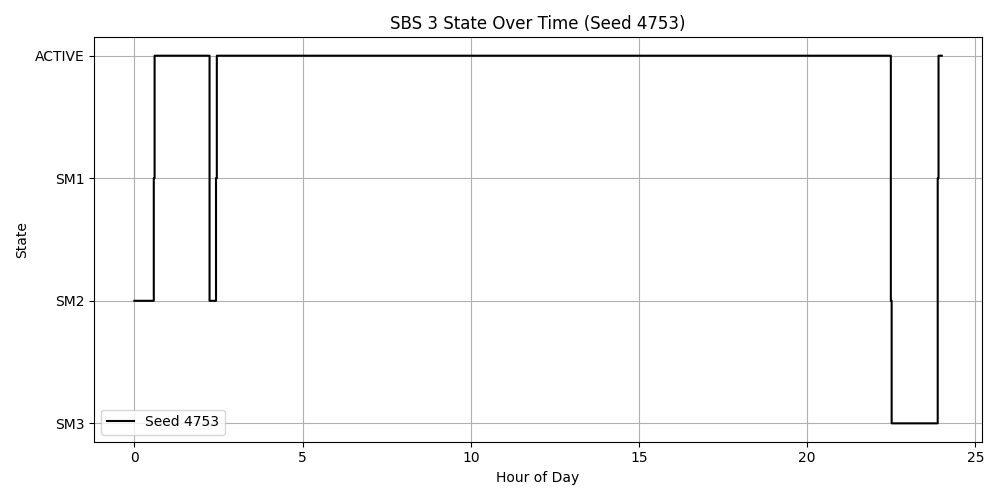 SBS 3 State Over Time (Seed 4753)
ACTIVE
SM1
SM2
SM3
State
Seed 4753
0 5 10 15 20 25
Hour of Day